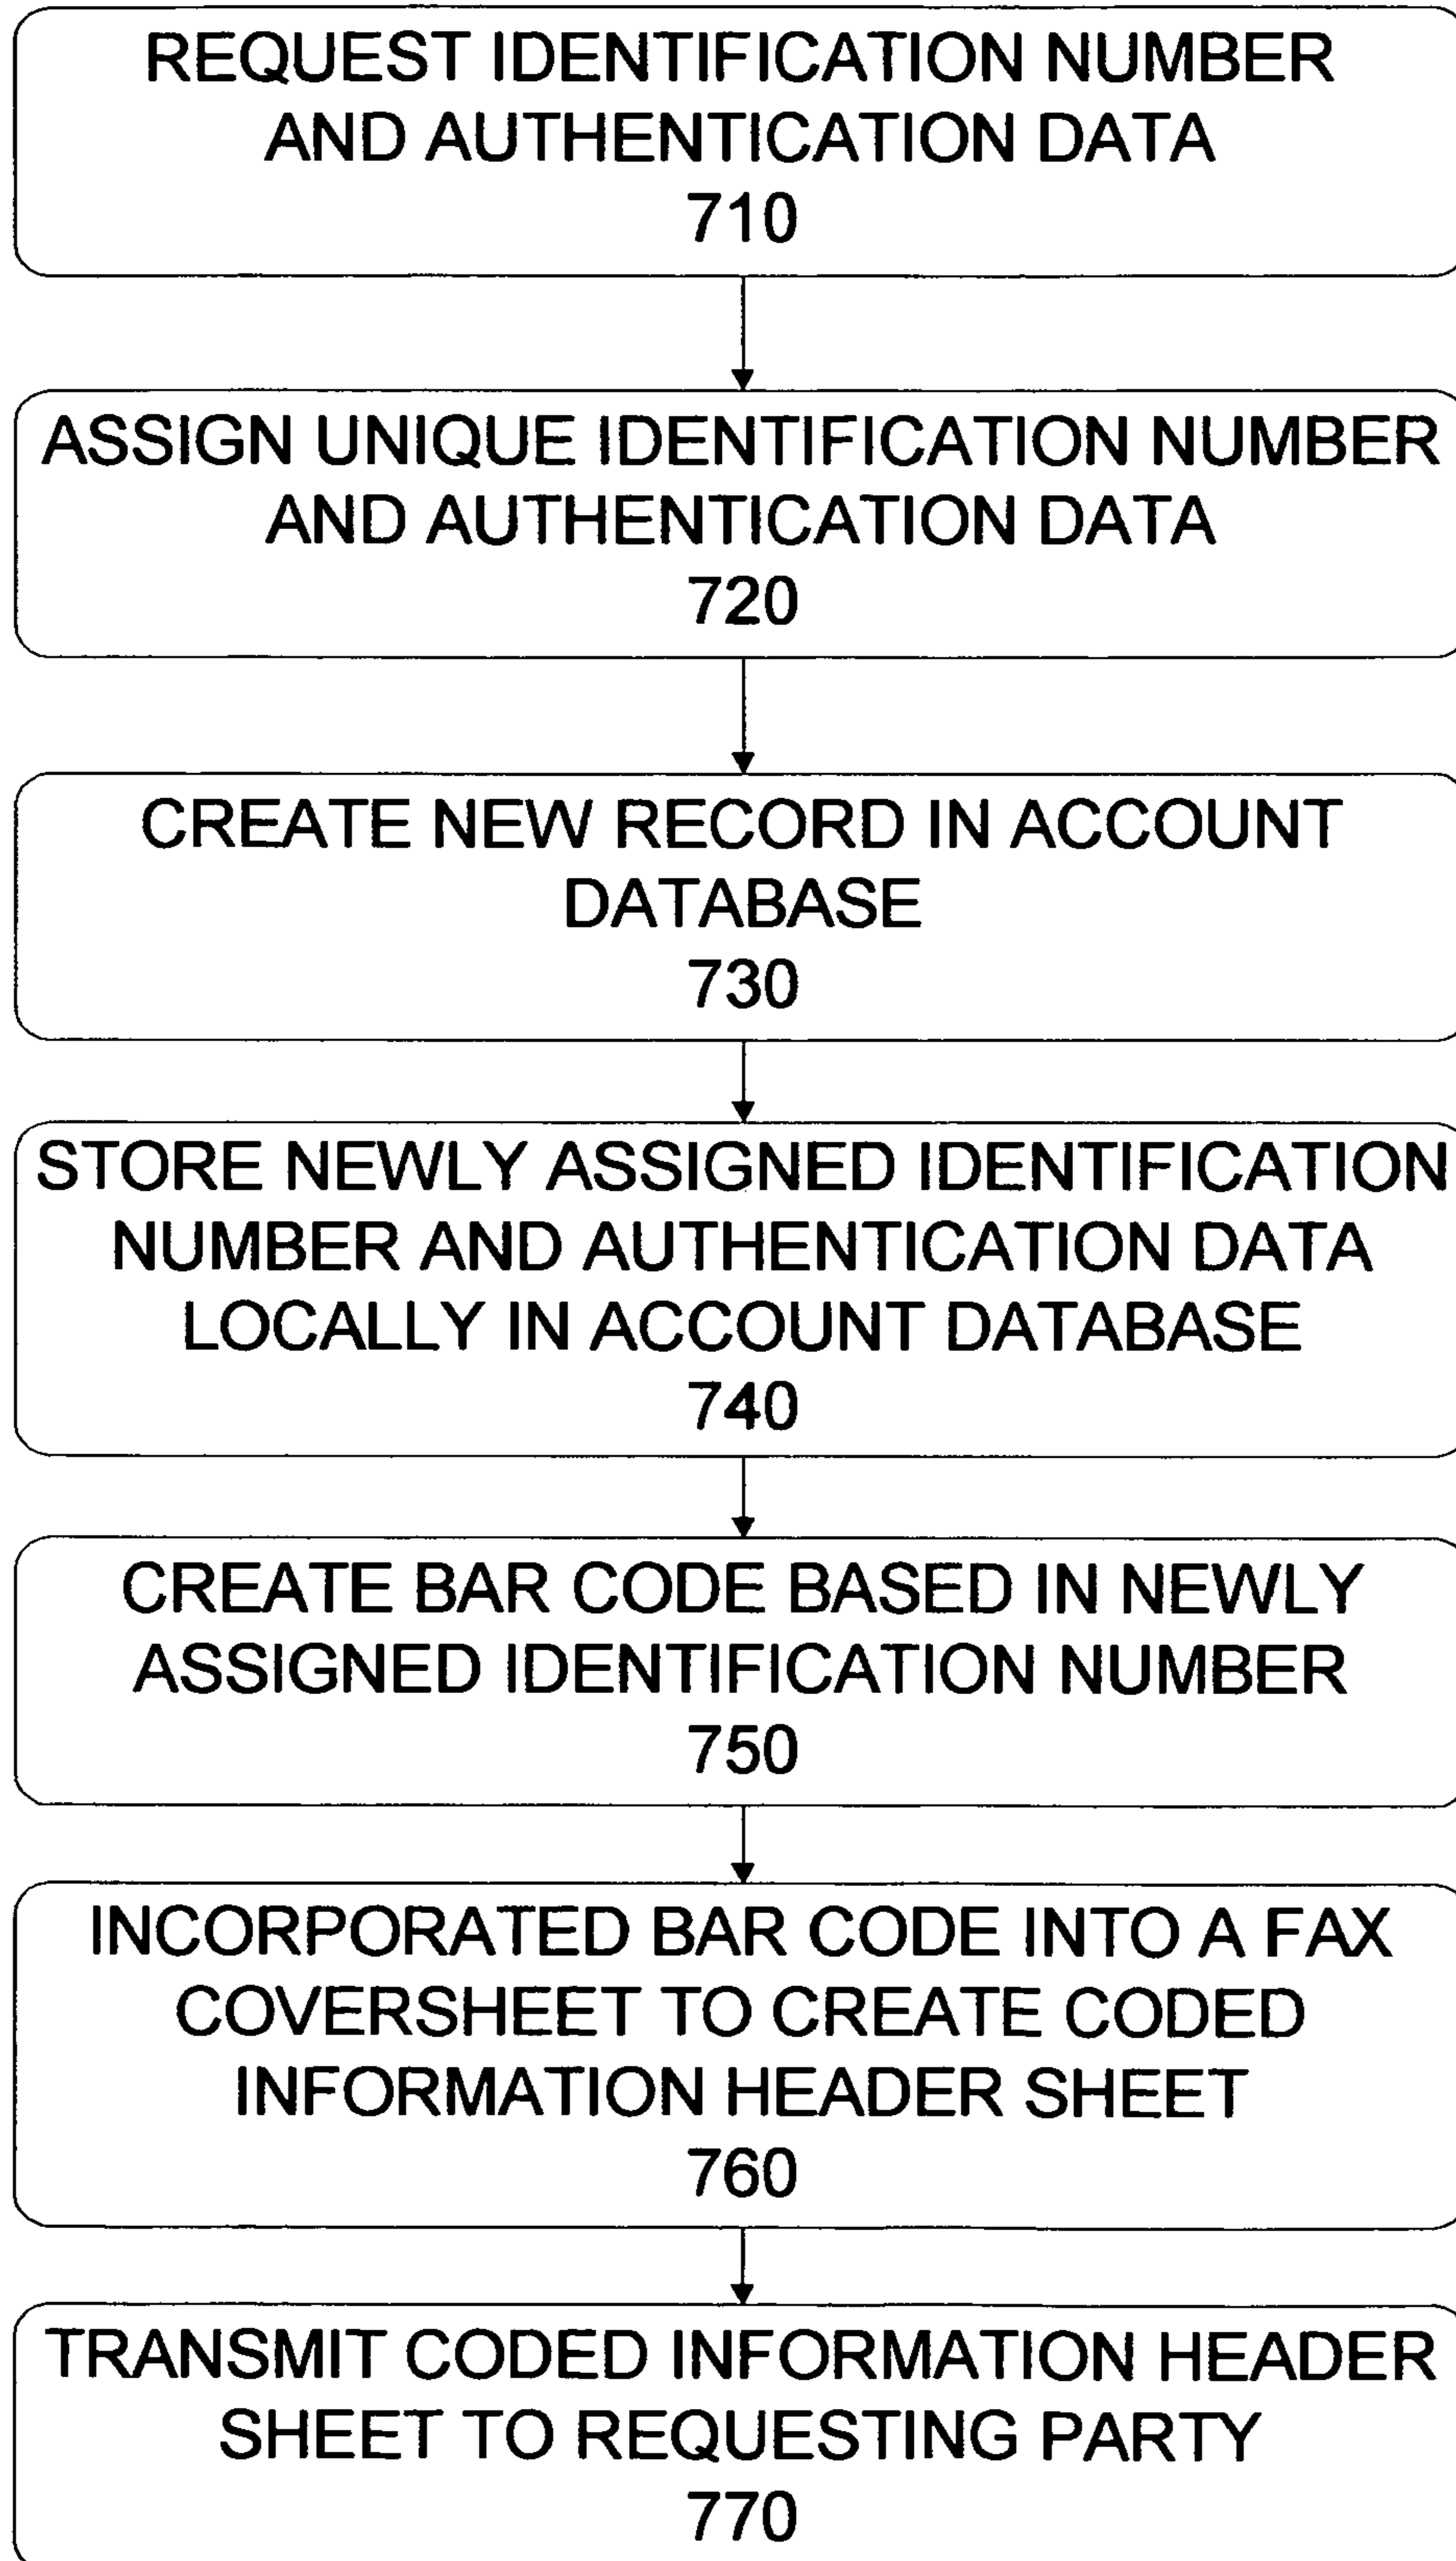 REQUEST IDENTIFICATION NUMBER
AND AUTHENTICATION DATA
710
ASSIGN UNIQUE IDENTIFICATION NUMBER
AND AUTHENTICATION DATA
720
CREATE NEW RECORD IN ACCOUNT
DATABASE
730
STORE NEWLY ASSIGNED IDENTIFICATION
NUMBER AND AUTHENTICATION DATA
LOCALLY IN ACCOUNT DATABASE
740
CREATE BAR CODE BASED IN NEWLY
ASSIGNED IDENTIFICATION NUMBER
750
INCORPORATED BAR CODE INTO A FAX
COVERSHEET TO CREATE CODED
INFORMATION HEADER SHEET
760
TRANSMIT CODED INFORMATION HEADER
SHEET TO REQUESTING PARTY
770